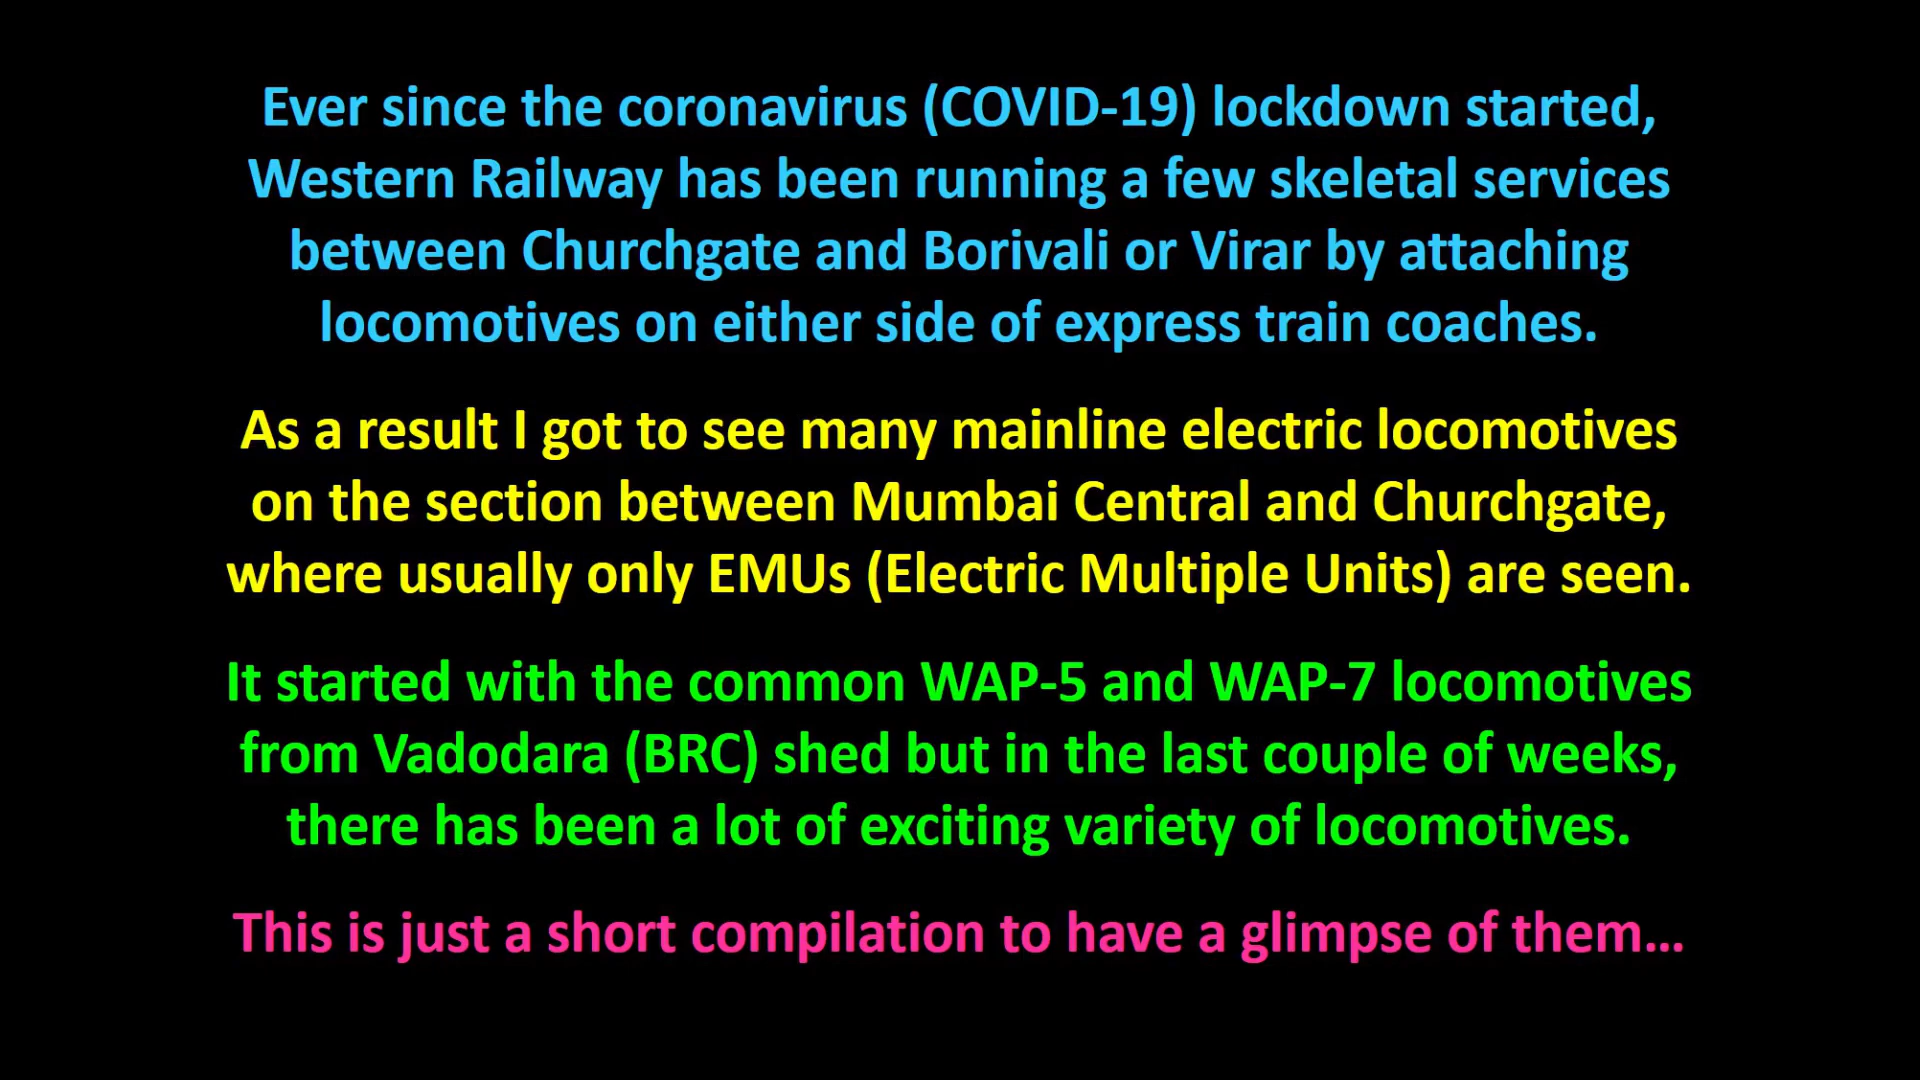 Ever since the coronavirus (COVID-19) lockdown started,
Western Railway has been running a few skeletal services
between Churchgate and Borivali or Virar by attaching
locomotives on either side of express train coaches.
As a result I got to see many mainline electric locomotives
on the section between Mumbai Central and Churchgate,
where usually only EMUs (Electric Multiple Units) are seen.
It started with the common WAP-5 and WAP-7 locomotives
from Vadodara (BRC) shed but in the last couple of weeks,
there has been a lot of exciting variety of locomotives.
This is just a short compilation to have a glimpse of them...